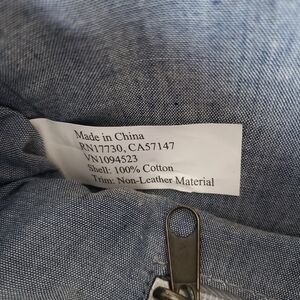 Made in China
RN17730, CA57147
VN1094523
Shell: 100% Cotton
Trim: Non-Leather Material